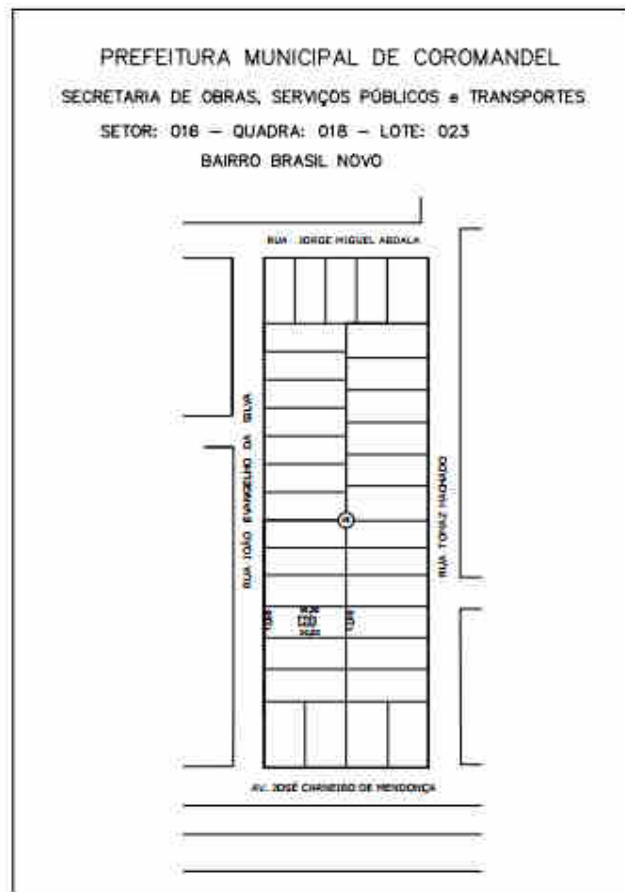 PREFEITURA MUNICIPAL DE COROMANDEL
SECRETARIA DE OBRAS, SERVIÇOS PÚBLICOS e TRANSPORTES
SETOR: 016 - QUADRA: 018 - LOTE: 023
BAIRRO BRASIL NOVO
RUA JORGE MIGUEL ABDALA
RUA JOÃO EVANGELHO DA SILVA
RUA TOMAZ MACHADO
AV. JOSÉ CARNEIRO DE MENDONÇA